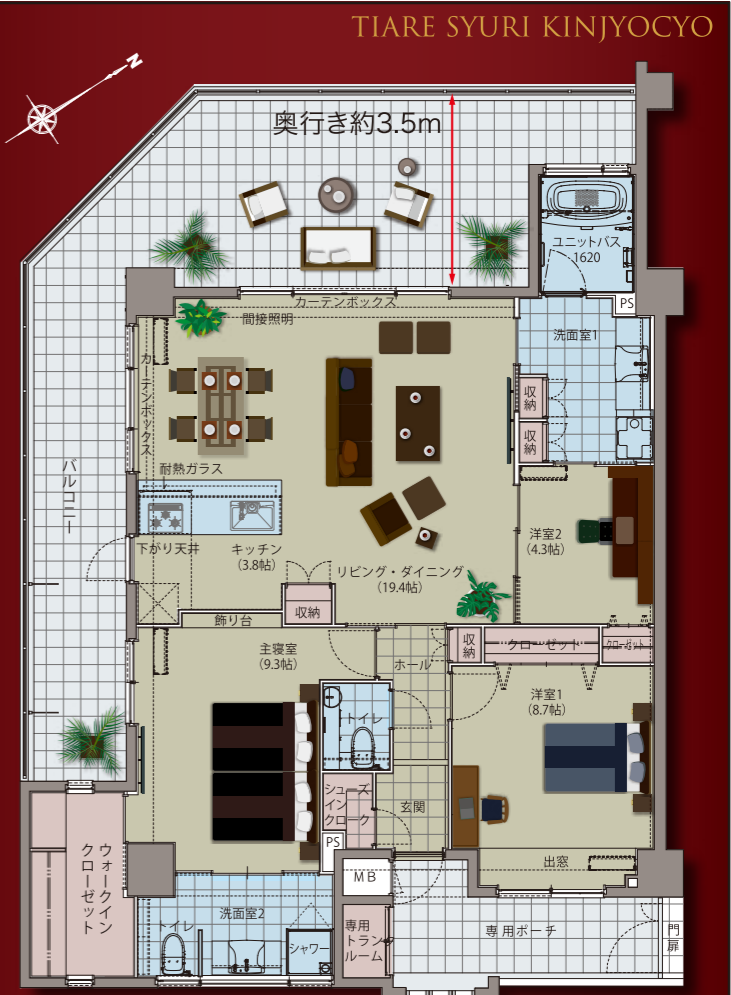 TIARE SYURI KINJYOCYO
N
奥行き約3.5m
ユニットバス
1620
PS
カーテンボックス
間接照明
洗面室1
カーテンボックス
収納
収納
バルコニー
耐熱ガラス
下がり天井
キッチン
(3.8帖)
洋室2
(4.3帖)
リビング・ダイニング
(19.4帖)
収納
飾り台
主寝室
(9.3帖)
ホール
収納
クローゼット
クローゼット
洋室1
(8.7帖)
トイレ
シューズ
イン
クローク
玄関
PS
ウォークイン
クローゼット
MB
出窓
トイレ
洗面室2
シャワー
専用
トランク
ルーム
専用ポーチ
門扉